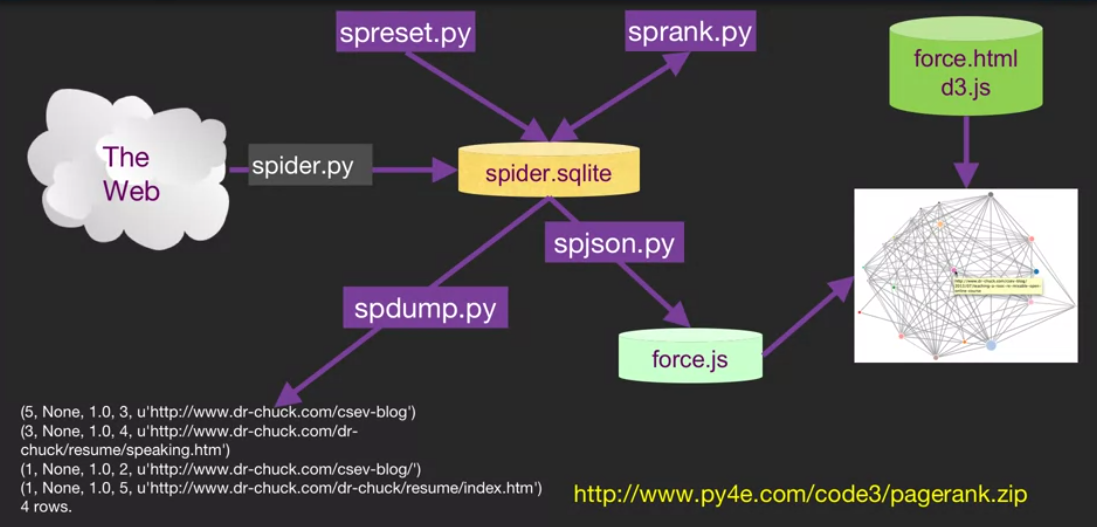 spreset.py
sprank.py
force.html
d3.js
The
Web
spider.py
spider.sqlite
spjson.py
spdump.py
force.js
(5, None, 1.0, 3, u'http://www.dr-chuck.com/csev-blog')
(3, None, 1.0, 4, u'http://www.dr-chuck.com/dr-
chuck/resume/speaking.htm')
(1, None, 1.0, 2, u'http://www.dr-chuck.com/csev-blog/')
(1, None, 1.0, 5, u'http://www.dr-chuck.com/dr-chuck/resume/index.htm')
4 rows.
http://www.py4e.com/code3/pagerank.zip